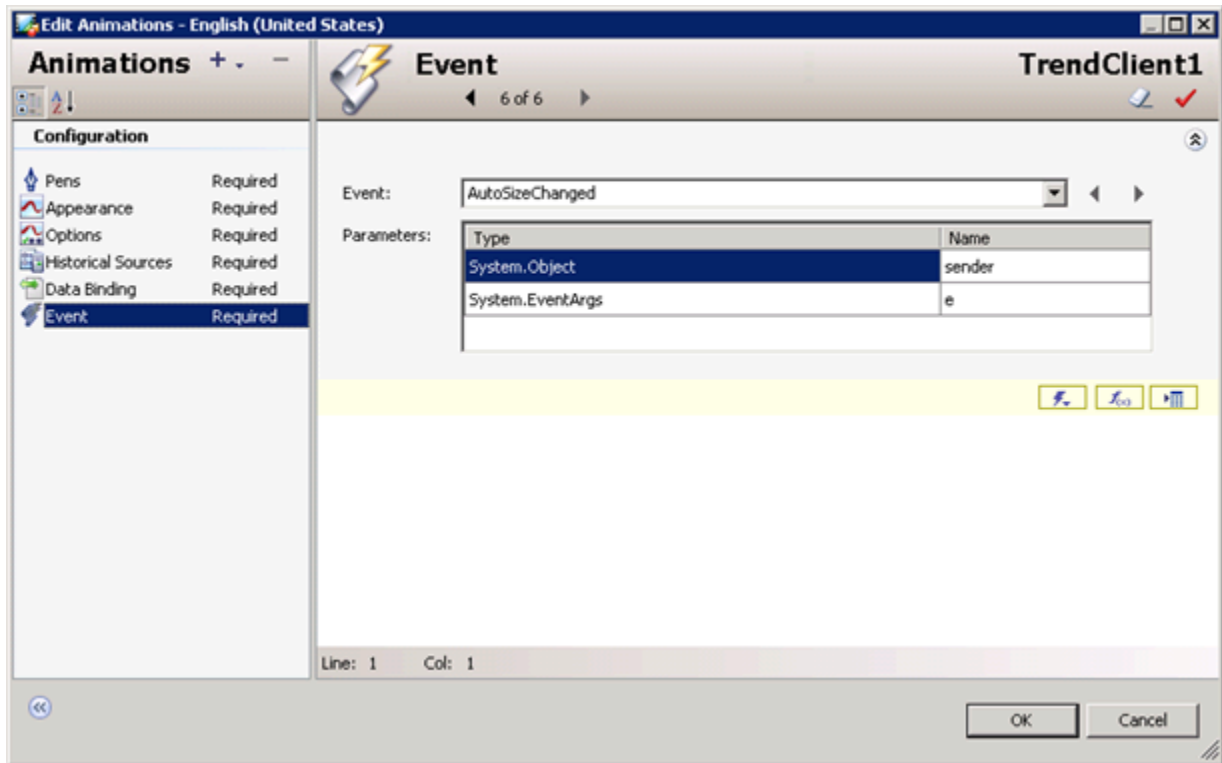 Edit Animations - English (United States)
Animations
Event
TrendClient1
6 of 6
Configuration
Pens Required
Appearance Required
Options Required
Historical Sources Required
Data Binding Required
Event Required
Event: AutoSizeChanged
Parameters: Type Name
System.Object sender
System.EventArgs e
Line: 1 Col: 1
OK Cancel